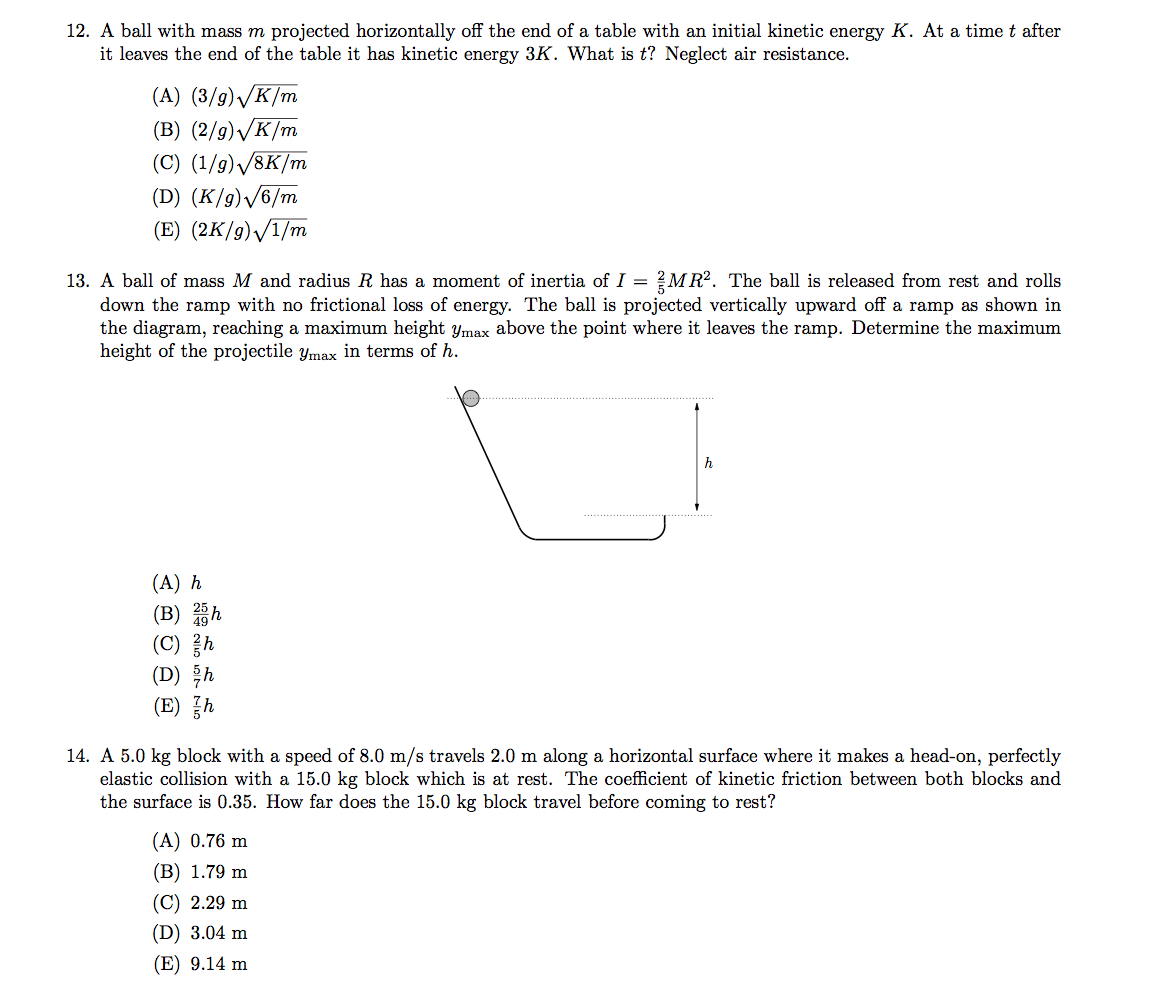 12. A ball with mass m projected horizontally off the end of a table with an initial kinetic energy K. At a time t after
it leaves the end of the table it has kinetic energy 3K. What is t? Neglect air resistance.
(A) (3/g)√(K/m)
(B) (2/g)√(K/m)
(C) (1/g)√(8K/m)
(D) (K/g)√(6/m)
(E) (2K/g)√(1/m)
13. A ball of mass M and radius R has a moment of inertia of I = 2/5 MR². The ball is released from rest and rolls
down the ramp with no frictional loss of energy. The ball is projected vertically upward off a ramp as shown in
the diagram, reaching a maximum height y_max above the point where it leaves the ramp. Determine the maximum
height of the projectile y_max in terms of h.
h
(A) h
(B) 25/49 h
(C) 2/5 h
(D) 5/7 h
(E) 7/5 h
14. A 5.0 kg block with a speed of 8.0 m/s travels 2.0 m along a horizontal surface where it makes a head-on, perfectly
elastic collision with a 15.0 kg block which is at rest. The coefficient of kinetic friction between both blocks and
the surface is 0.35. How far does the 15.0 kg block travel before coming to rest?
(A) 0.76 m
(B) 1.79 m
(C) 2.29 m
(D) 3.04 m
(E) 9.14 m